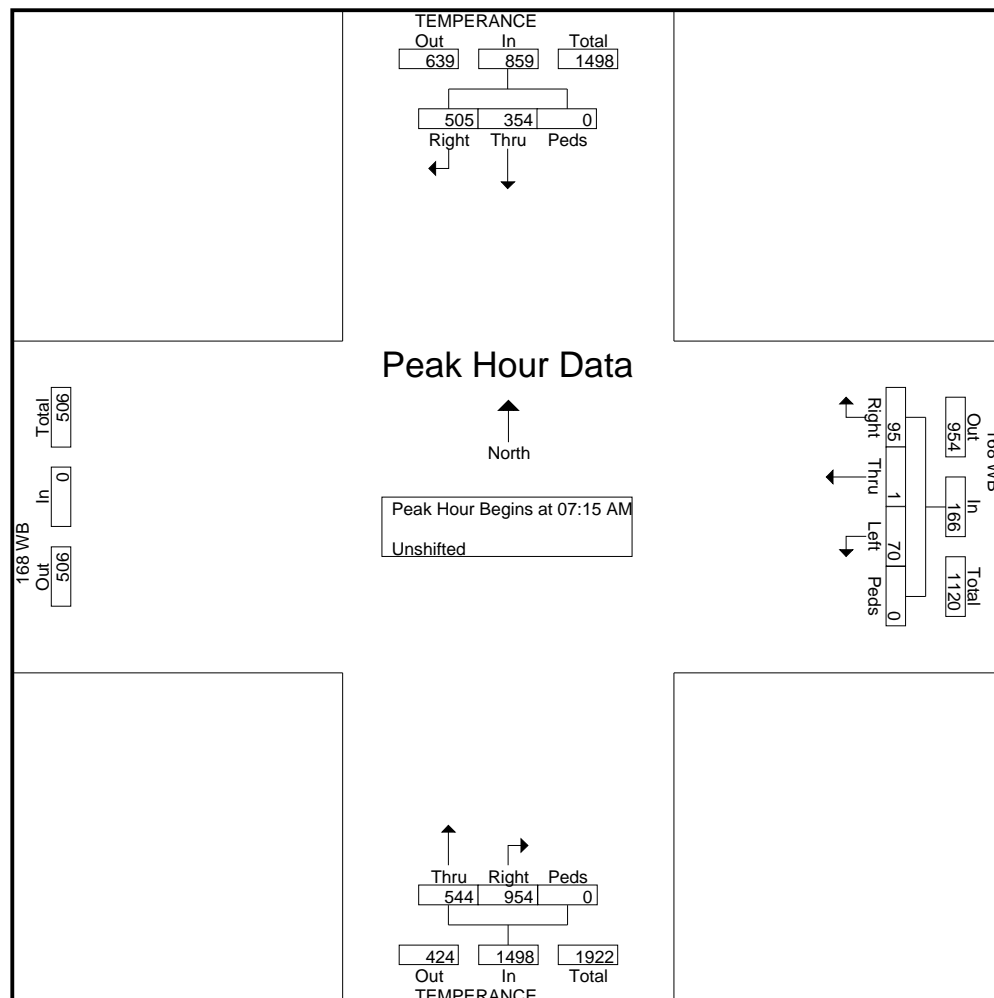 TEMPERANCE
Out In Total
639 859 1498
505 354 0
Right Thru Peds
Peak Hour Data
North
Peak Hour Begins at 07:15 AM
Unshifted
168 WB
Out In Total
506 0 506
168 WB
Out In Total
954 166 1120
Right Thru Left Peds
95 1 70 0
Thru Right Peds
544 954 0
424 1498 1922
Out In Total
TEMPERANCE